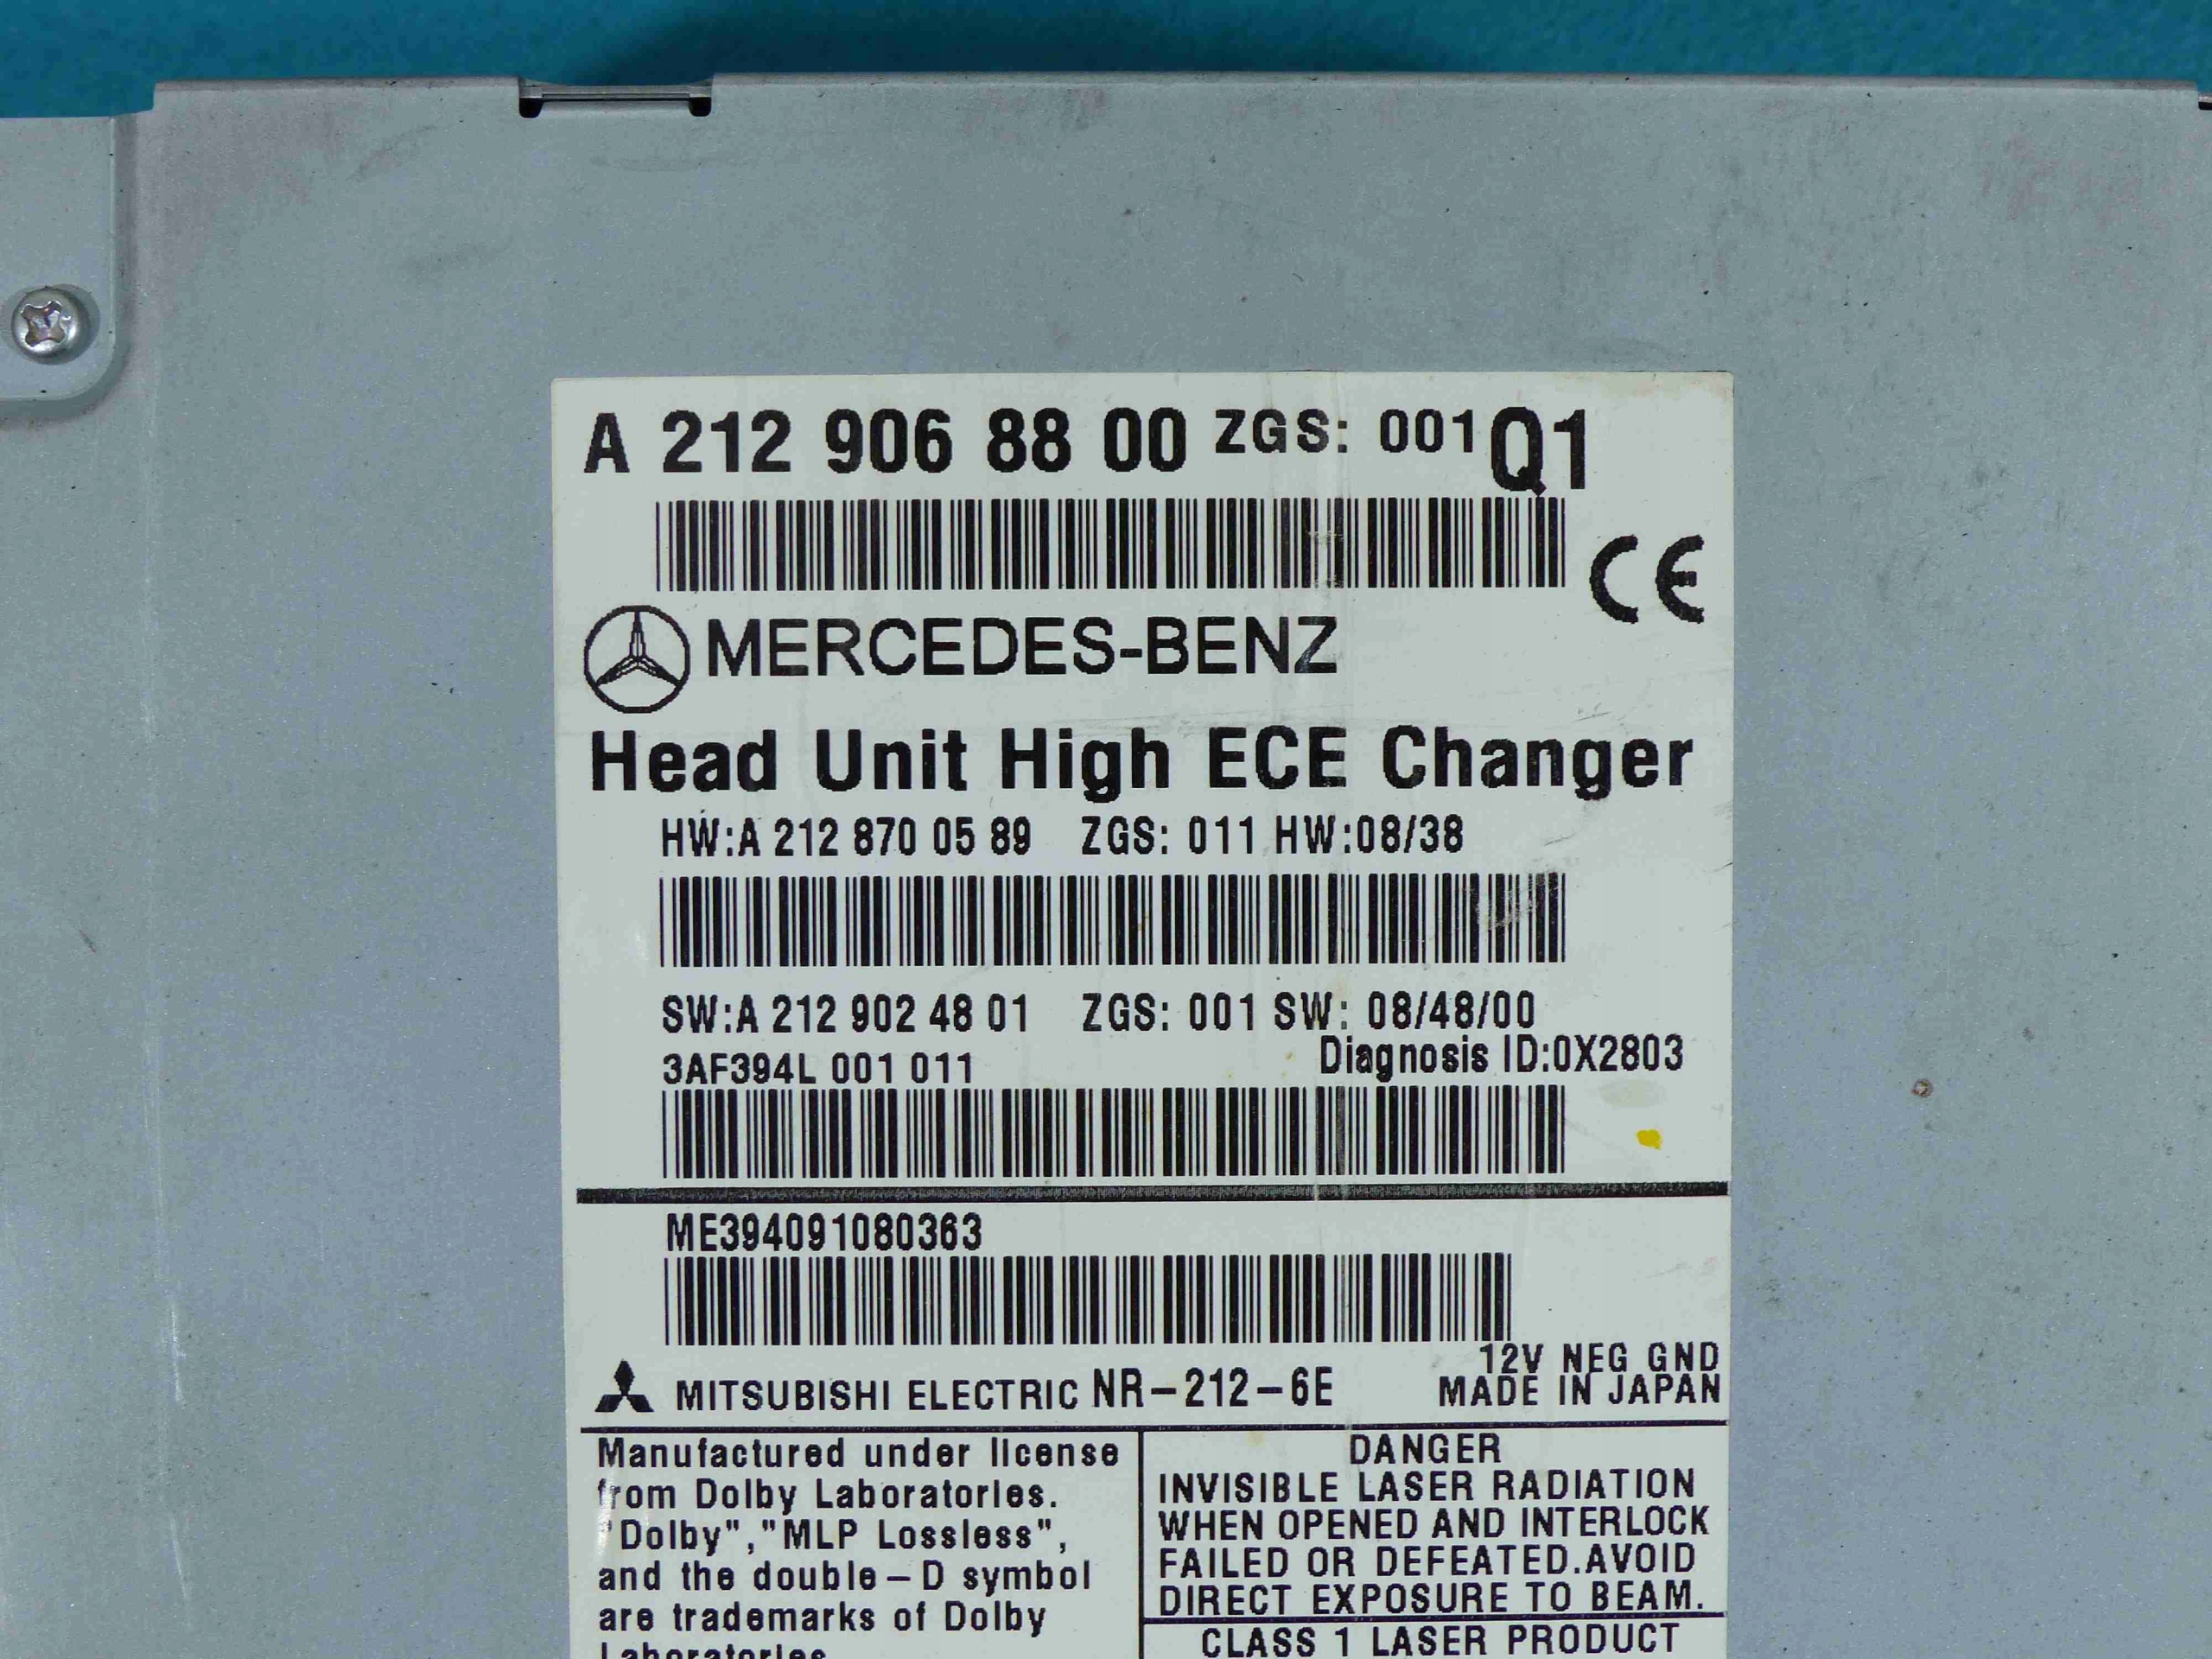 A 212 906 88 00 ZGS: 001 Q1
CE
MERCEDES-BENZ
Head Unit High ECE Changer
HW:A 212 870 05 89 ZGS: 011 HW:08/38
SW:A 212 902 48 01 ZGS: 001 SW: 08/48/00
3AF394L 001 011 Diagnosis ID:0X2803
ME394091080363
12V NEG GND
MITSUBISHI ELECTRIC NR-212-6E MADE IN JAPAN
Manufactured under license
from Dolby Laboratories.
"Dolby","MLP Lossless",
and the double-D symbol
are trademarks of Dolby
Laboratories.
DANGER
INVISIBLE LASER RADIATION
WHEN OPENED AND INTERLOCK
FAILED OR DEFEATED.AVOID
DIRECT EXPOSURE TO BEAM.
CLASS 1 LASER PRODUCT